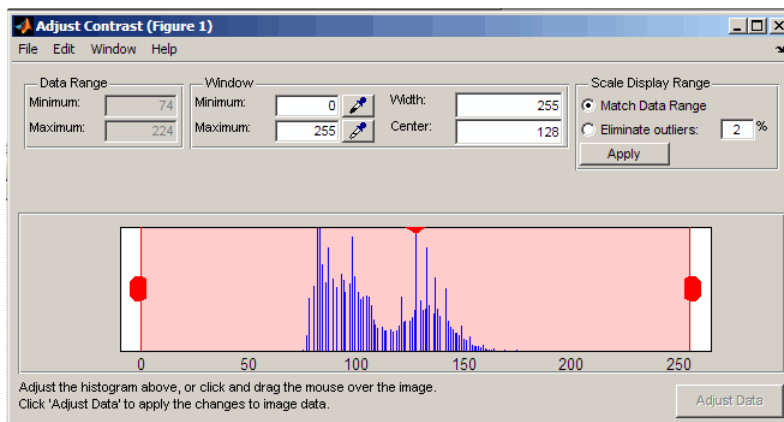 Adjust Contrast (Figure 1)
File Edit Window Help
Data Range
Minimum: 74
Maximum: 224
Window
Minimum: 0
Maximum: 255
Width: 255
Center: 128
Scale Display Range
Match Data Range
Eliminate outliers: 2 %
Apply
0 50 100 150 200 250
Adjust the histogram above, or click and drag the mouse over the image.
Click 'Adjust Data' to apply the changes to image data.
Adjust Data